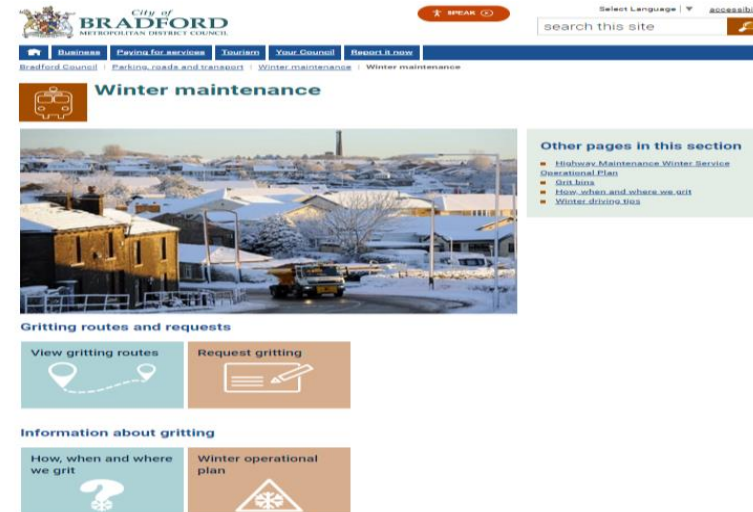 City of
BRADFORD
METROPOLITAN DISTRICT COUNCIL
SPEAK
Select Language | ▼
accessibi
search this site
Business
Paying for services
Tourism
Your Council
Report it now
Bradford Council | Parking, roads and transport | Winter maintenance | Winter maintenance
Winter maintenance
Other pages in this section
Highway Maintenance Winter Service
Operational Plan
Grit bins
How, when and where we grit
Winter driving tips
Gritting routes and requests
View gritting routes
Request gritting
Information about gritting
How, when and where
we grit
Winter operational
plan